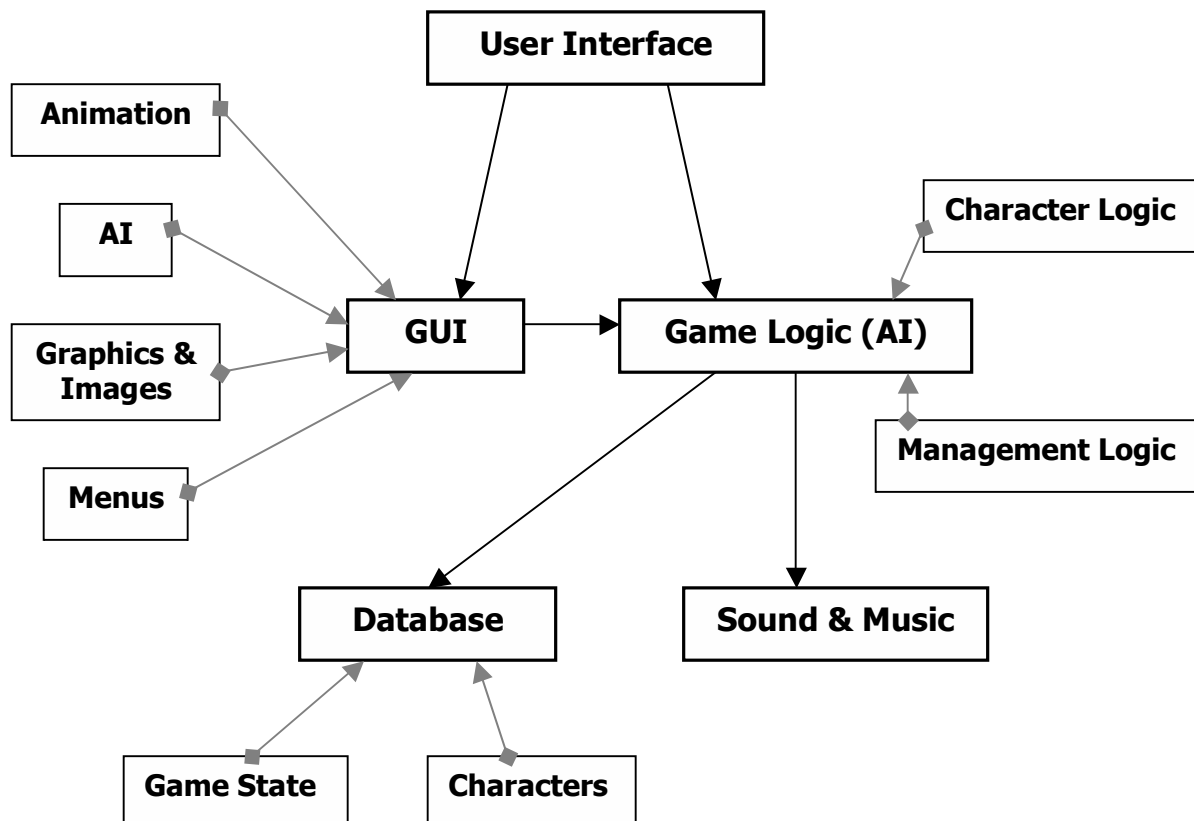 User Interface
Animation
AI
Character Logic
GUI
Game Logic (AI)
Graphics &
Images
Management Logic
Menus
Database
Sound & Music
Game State
Characters